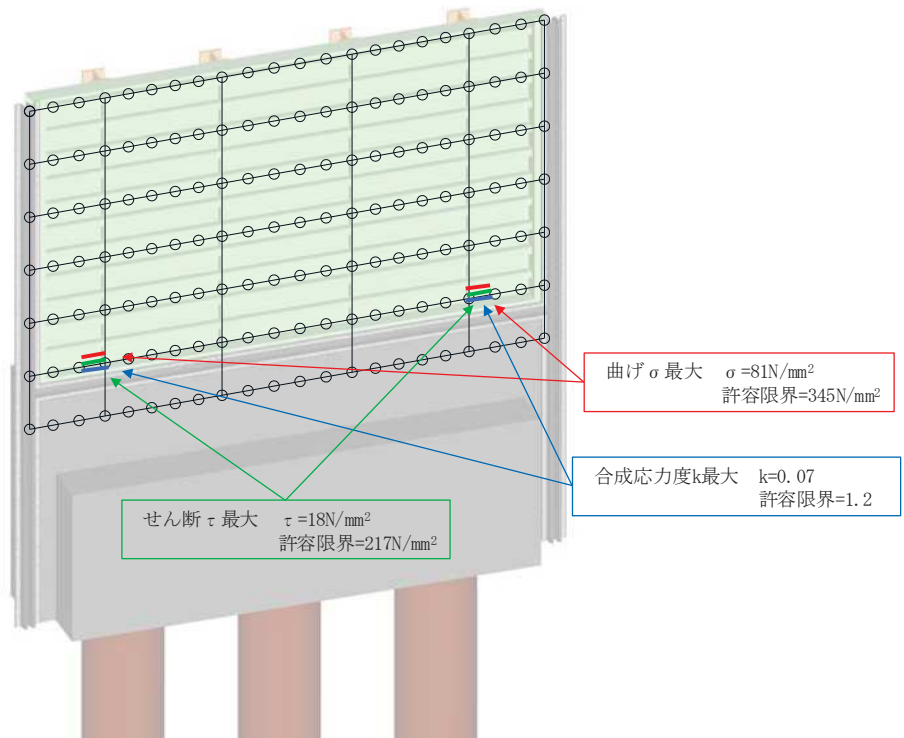 曲げσ最大　σ=81N/mm²
許容限界=345N/mm²
合成応力度k最大　k=0.07
許容限界=1.2
せん断τ最大　τ=18N/mm²
許容限界=217N/mm²